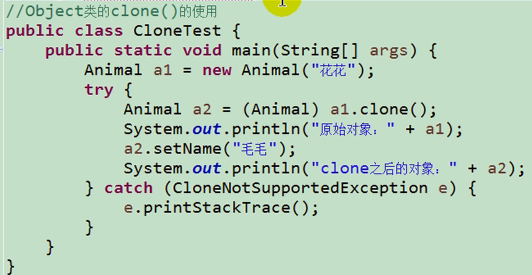 //Object类的clone()的使用
public class CloneTest {
    public static void main(String[] args) {
        Animal a1 = new Animal("花花");
        try {
            Animal a2 = (Animal) a1.clone();
            System.out.println("原始对象：" + a1);
            a2.setName("毛毛");
            System.out.println("clone之后的对象：" + a2);
        } catch (CloneNotSupportedException e) {
            e.printStackTrace();
        }
    }
}